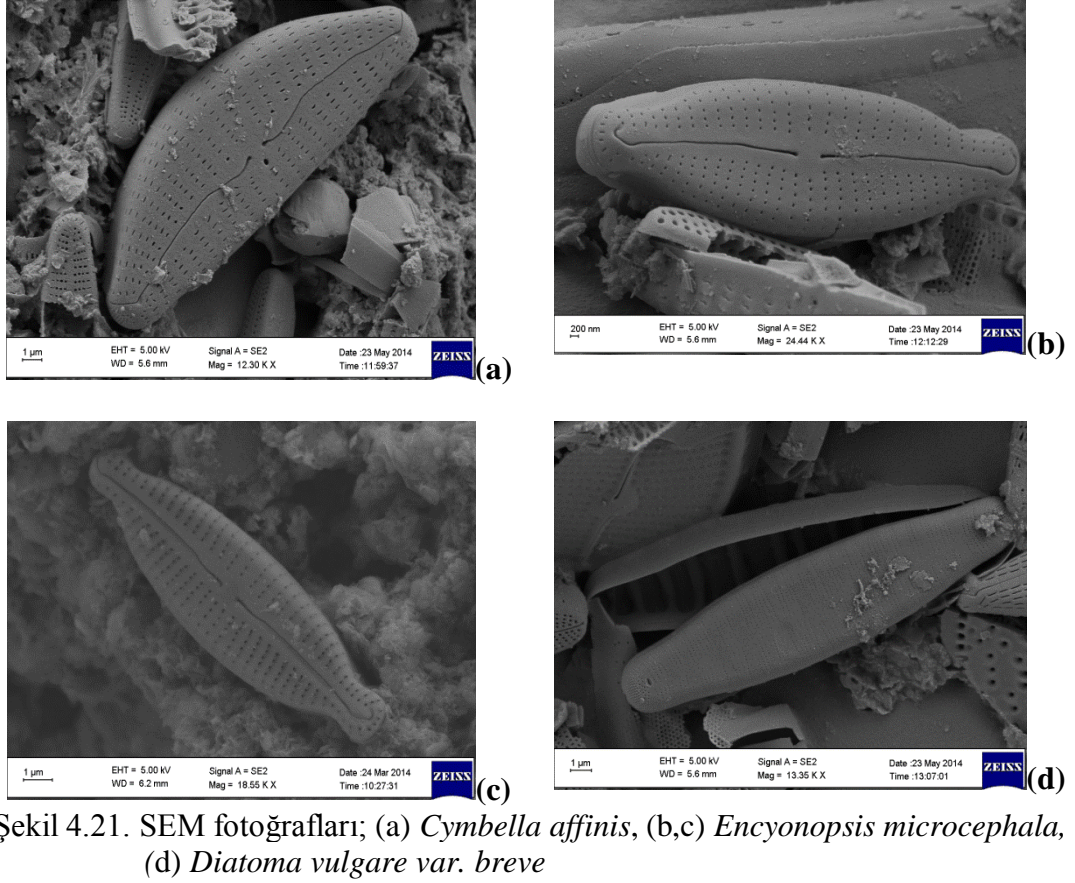 1 µm
EHT = 5.00 kV
WD = 5.6 mm
Signal A = SE2
Mag = 12.30 K X
Date :23 May 2014
Time :11:59:37
ZEISS
(a)
200 nm
EHT = 5.00 kV
WD = 5.6 mm
Signal A = SE2
Mag = 24.44 K X
Date :23 May 2014
Time :12:12:29
ZEISS
(b)
1 µm
EHT = 5.00 kV
WD = 6.2 mm
Signal A = SE2
Mag = 18.55 K X
Date :24 Mar 2014
Time :10:27:31
ZEISS
(c)
1 µm
EHT = 5.00 kV
WD = 5.6 mm
Signal A = SE2
Mag = 13.35 K X
Date :23 May 2014
Time :13:07:01
ZEISS
(d)
Şekil 4.21. SEM fotoğrafları; (a) Cymbella affinis, (b,c) Encyonopsis microcephala,
(d) Diatoma vulgare var. breve